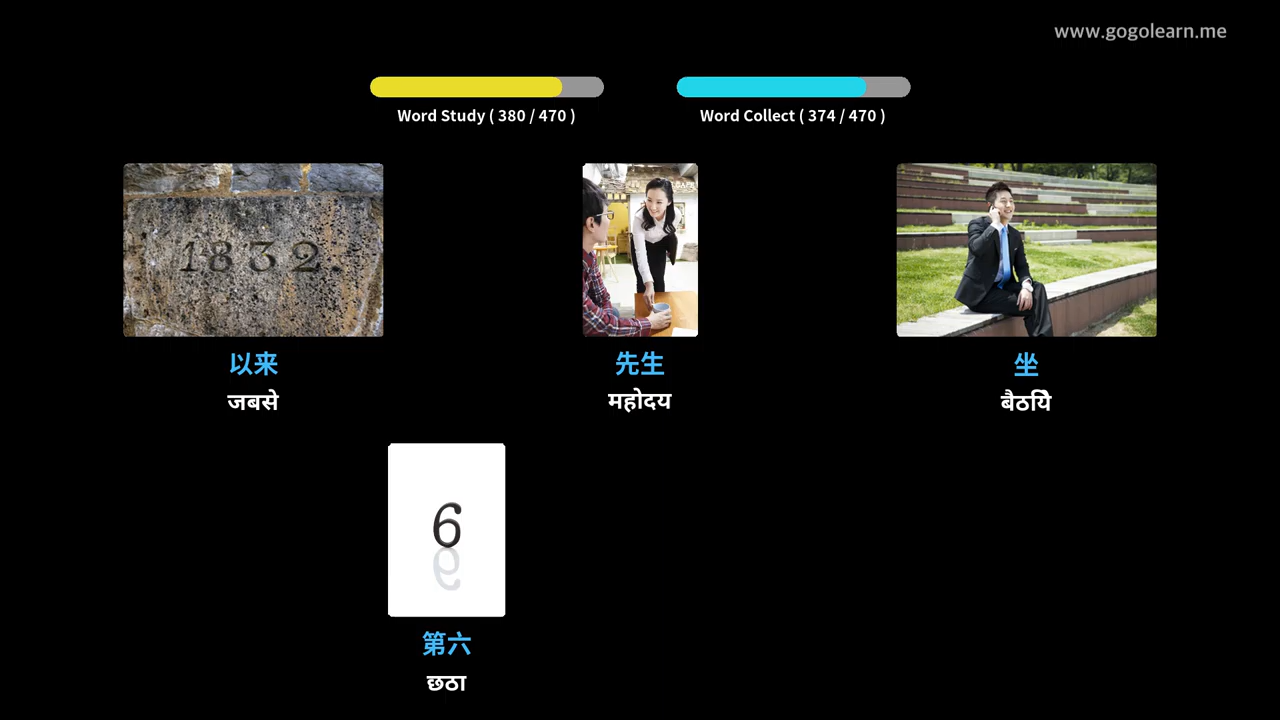 www.gogolearn.me
Word Study ( 380 / 470 )
Word Collect ( 374 / 470 )
1832.
以来
जबसे
先生
महोदय
坐
बैठयिे
6
第六
छठा